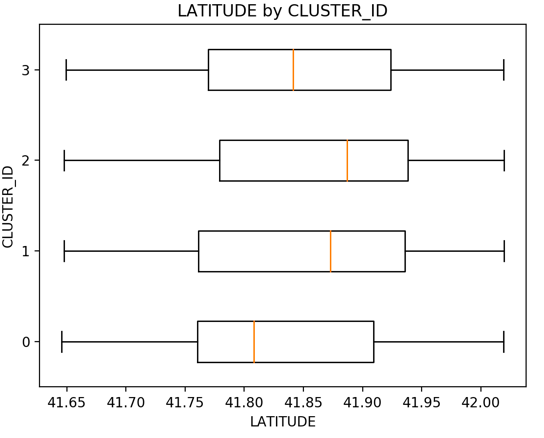 LATITUDE by CLUSTER_ID
CLUSTER_ID
3
2
1
0
41.65 41.70 41.75 41.80 41.85 41.90 41.95 42.00
LATITUDE